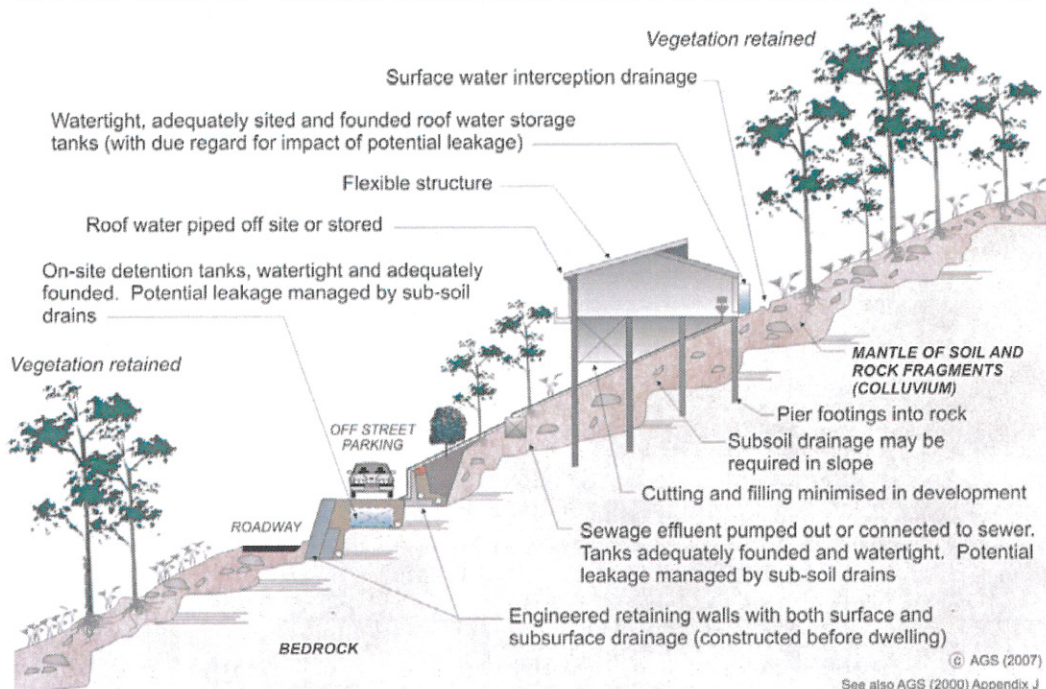 Vegetation retained
Surface water interception drainage
Watertight, adequately sited and founded roof water storage
tanks (with due regard for impact of potential leakage)
Flexible structure
Roof water piped off site or stored
On-site detention tanks, watertight and adequately
founded. Potential leakage managed by sub-soil
drains
Vegetation retained
MANTLE OF SOIL AND
ROCK FRAGMENTS
(COLLUVIUM)
Pier footings into rock
OFF STREET
PARKING
Subsoil drainage may be
required in slope
Cutting and filling minimised in development
ROADWAY
Sewage effluent pumped out or connected to sewer.
Tanks adequately founded and watertight. Potential
leakage managed by sub-soil drains
Engineered retaining walls with both surface and
subsurface drainage (constructed before dwelling)
BEDROCK
© AGS (2007)
See also AGS (2000) Appendix J